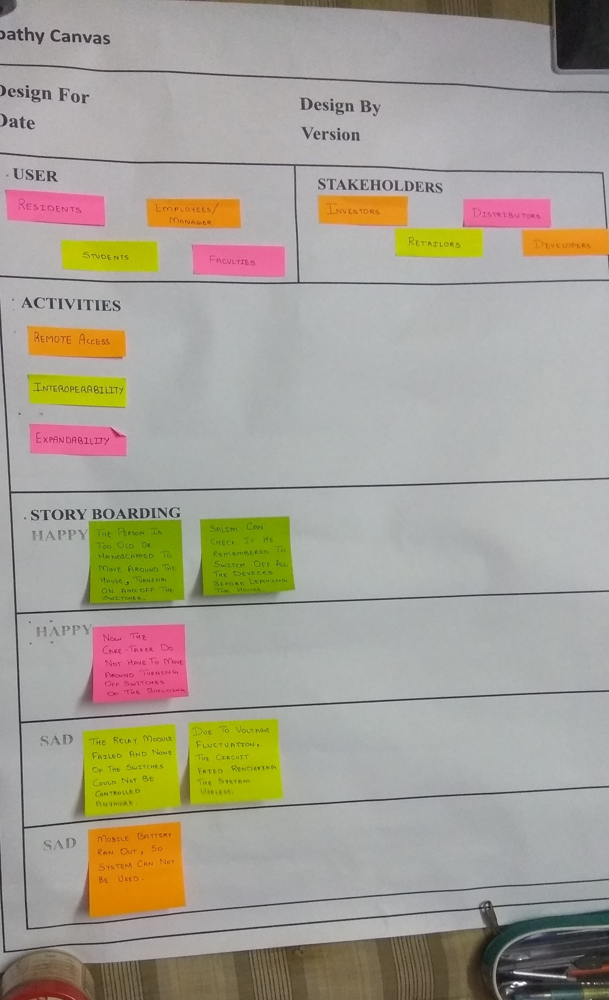 pathy Canvas
Design For
Design By
Date
Version
USER
RESIDENTS
EMPLOYEES/
MANAGER
STUDENTS
FACULTIES
STAKEHOLDERS
INVESTORS
DISTRIBUTORS
RETAILORS
DEVELOPERS
ACTIVITIES
REMOTE ACCESS
INTEROPERABILITY
EXPANDABILITY
STORY BOARDING
HAPPY
THE PERSON IS
TOO OLD OR
HANDICAPPED TO
MOVE AROUND THE
HOUSE, TURNING
ON AND OFF THE
SWITCHES.
SALIM CAN
CHECK IF HE
REMEMBERED TO
SWITCH OFF ALL
THE DEVICES
BEFORE LEAVING
THE HOUSE.
HAPPY
NOW THE
CARE-TAKER DO
NOT HAVE TO MOVE
AROUND TURNING
OFF SWITCHES
OF THE BUILDING.
SAD
THE RELAY MODULE
FAILED AND NONE
OF THE SWITCHES
COULD NOT BE
CONTROLLED
ANYMORE.
DUE TO VOLTAGE
FLUCTUATION,
THE CIRCUIT
FRIED RENDERING
THE SYSTEM
USELESS.
SAD
MOBILE BATTERY
RAN OUT, SO
SYSTEM CAN NOT
BE USED.